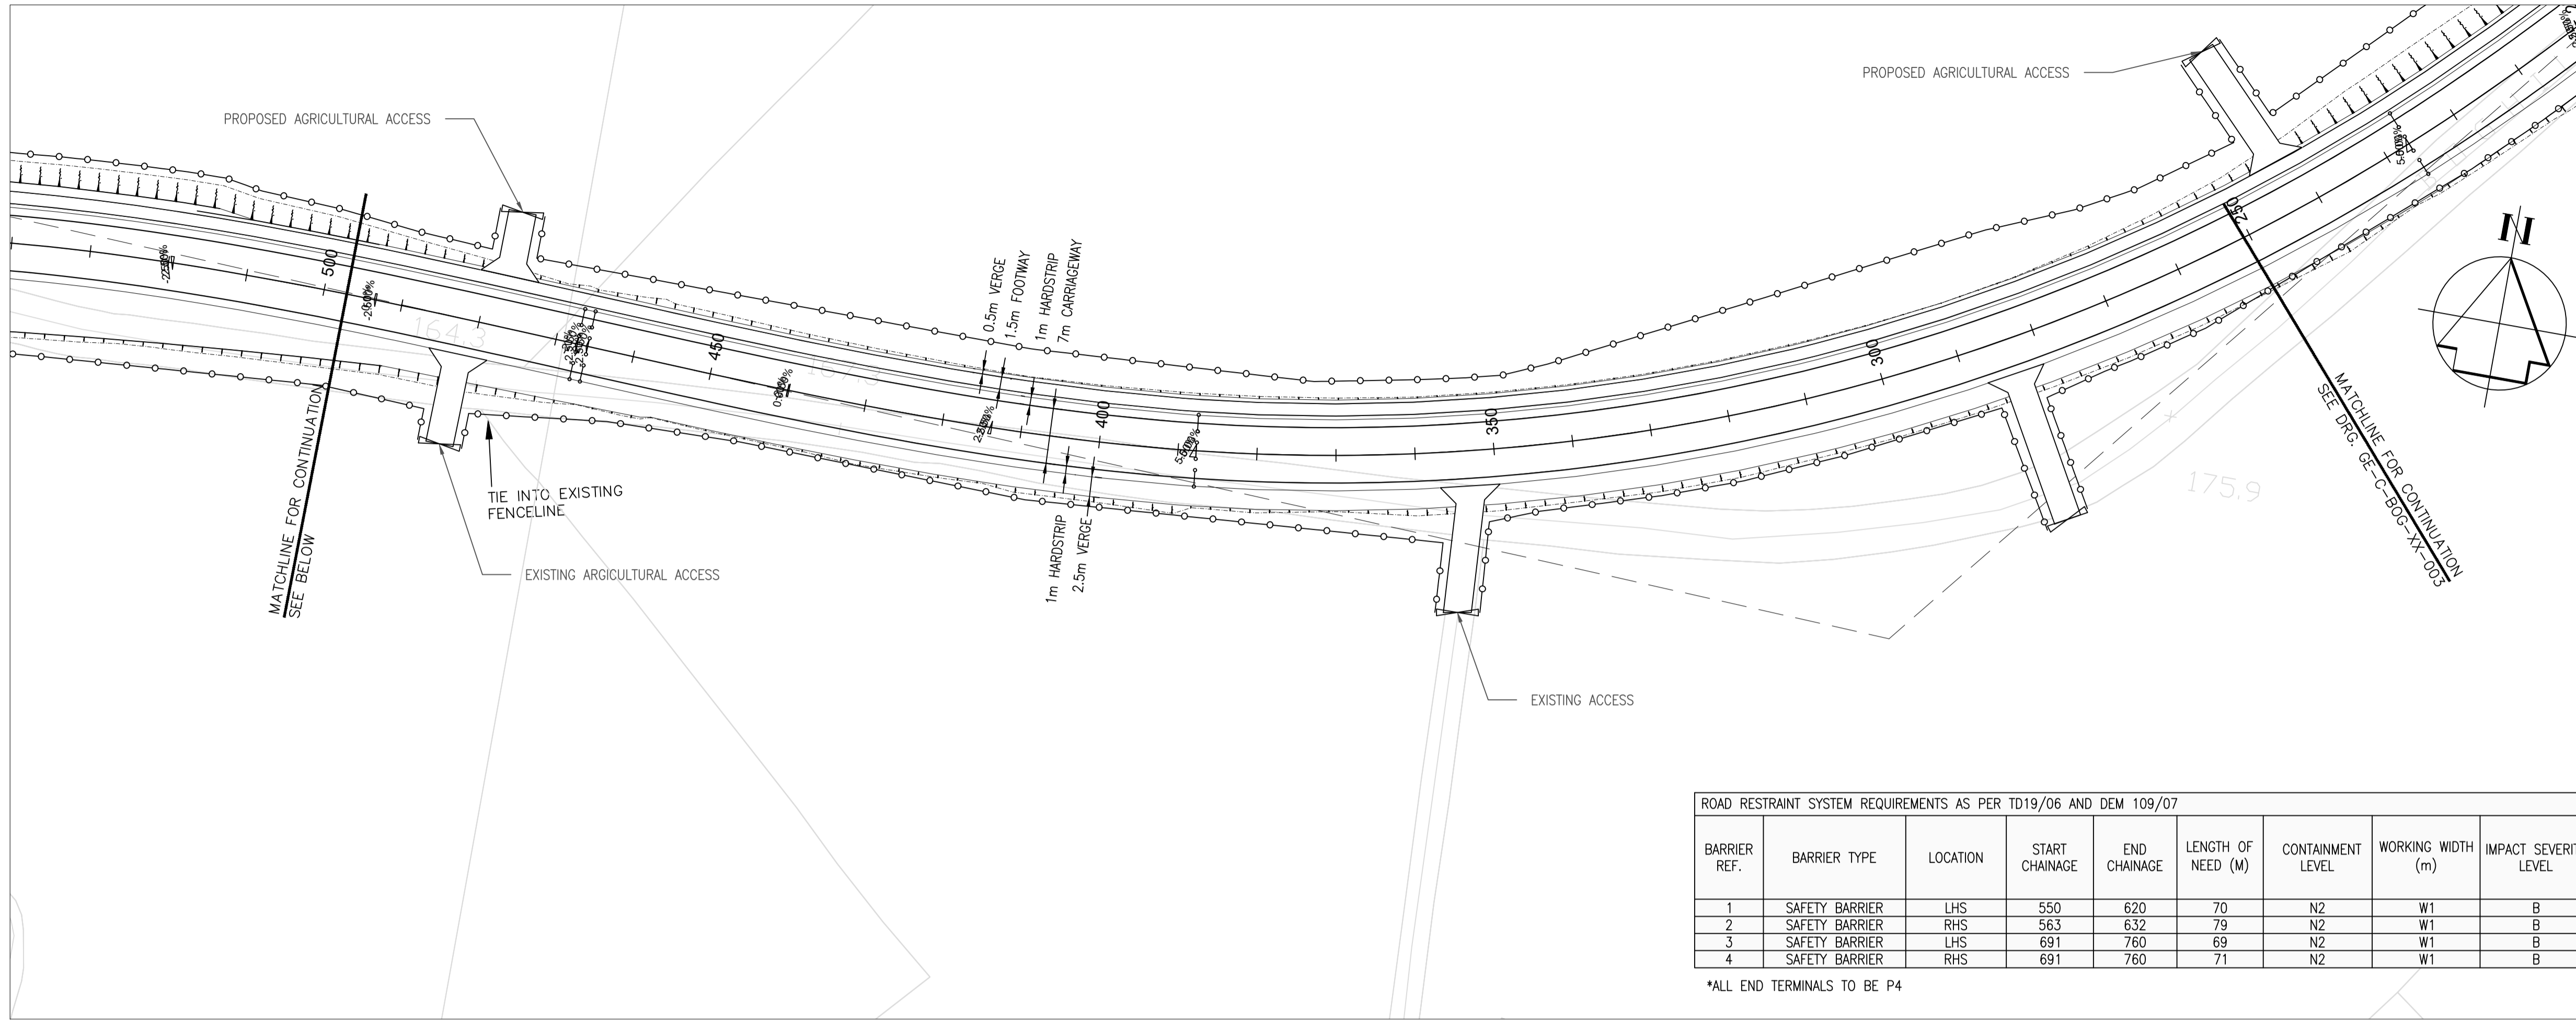 PROPOSED AGRICULTURAL ACCESS
PROPOSED AGRICULTURAL ACCESS
500
450
400
350
300
250
164.3
175.9
0.5m VERGE
1.5m FOOTWAY
1m HARDSTRIP
7m CARRIAGEWAY
1m HARDSTRIP
2.5m VERGE
N
MATCHLINE FOR CONTINUATION
SEE BELOW
TIE INTO EXISTING
FENCELINE
EXISTING ARGICULTURAL ACCESS
EXISTING ACCESS
MATCHLINE FOR CONTINUATION
SEE DRG. GE-C-BOG-XX-003
ROAD RESTRAINT SYSTEM REQUIREMENTS AS PER TD19/06 AND DEM 109/07
BARRIER REF. BARRIER TYPE LOCATION START CHAINAGE END CHAINAGE LENGTH OF NEED (M) CONTAINMENT LEVEL WORKING WIDTH (m) IMPACT SEVERIT LEVEL
1 SAFETY BARRIER LHS 550 620 70 N2 W1 B
2 SAFETY BARRIER RHS 563 632 79 N2 W1 B
3 SAFETY BARRIER LHS 691 760 69 N2 W1 B
4 SAFETY BARRIER RHS 691 760 71 N2 W1 B
*ALL END TERMINALS TO BE P4